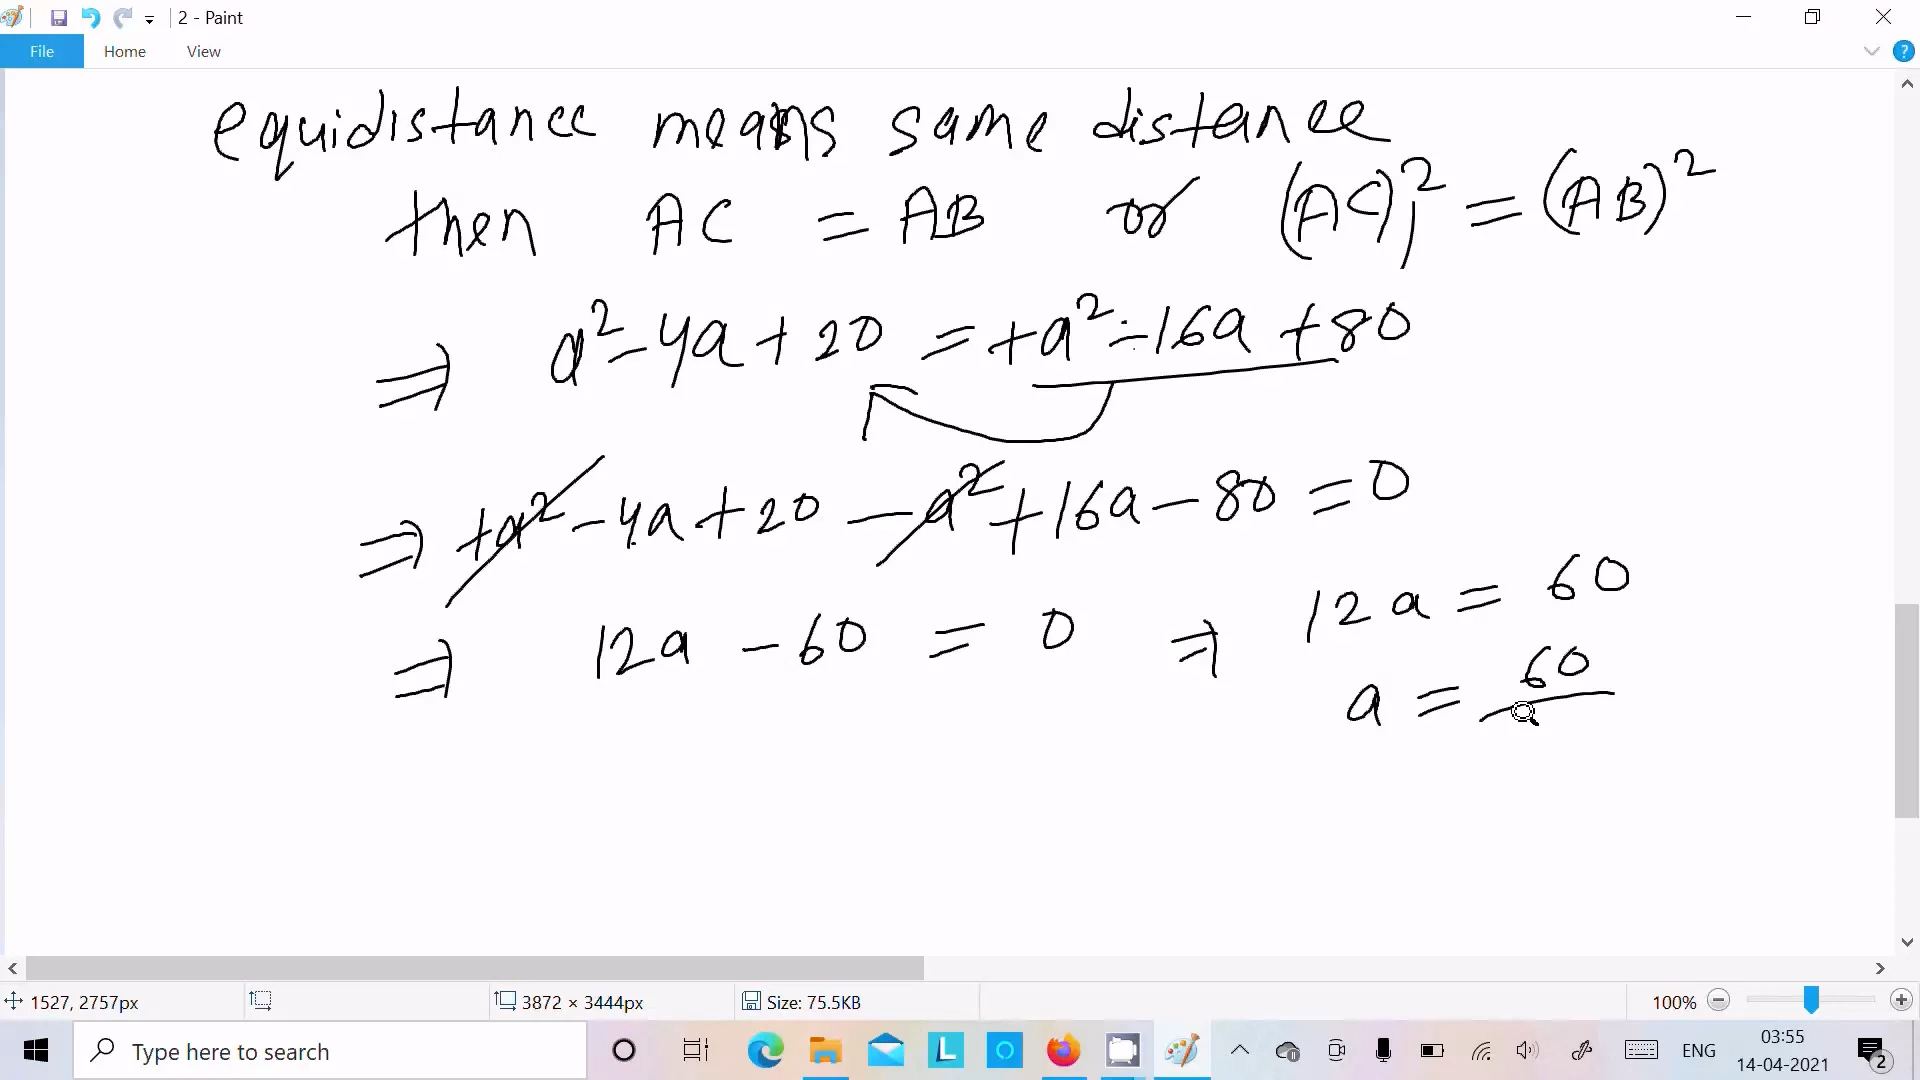 2 - Paint
File Home View
equidistance means same distance
then AC = AB or (AC)² = (AB)²
⇒ a² - 4a + 20 = +a² - 16a + 80
⇒ +a² - 4a + 20 - a² + 16a - 80 = 0
⇒ 12a - 60 = 0 ⇒ 12a = 60
a = 60
1527, 2757px 3872 × 3444px Size: 75.5KB 100%
Type here to search
ENG
03:55
14-04-2021
2